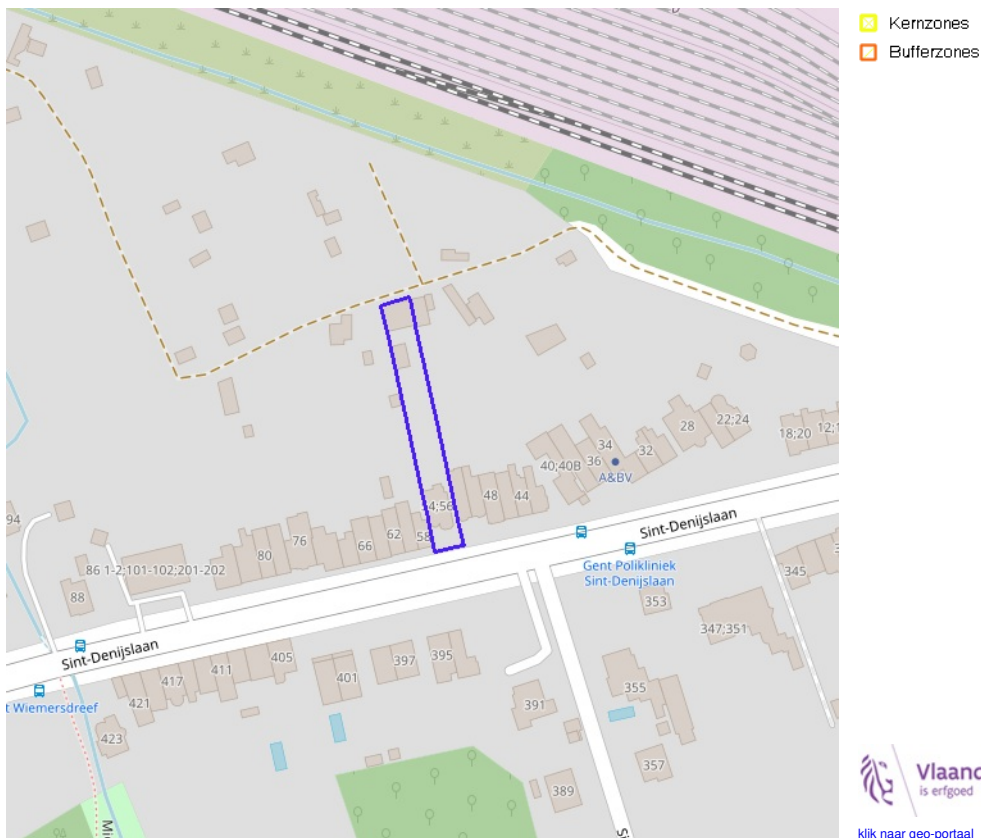 Kernzones
Bufferzones
22;24
28
18;20
12;1
34
32
40;40B
36
A&BV
48
44
4;56
62
58
66
76
80
94
Sint-Denijslaan
Gent Polikliniek
Sint-Denijslaan
86 1-2;101-102;201-202
88
345
353
347;351
Sint-Denijslaan
405
411
417
421
423
401
397
395
391
355
357
389
t Wiemersdreef
Mi
Si
Vlaand
is erfgoed
klik naar geo-portaal